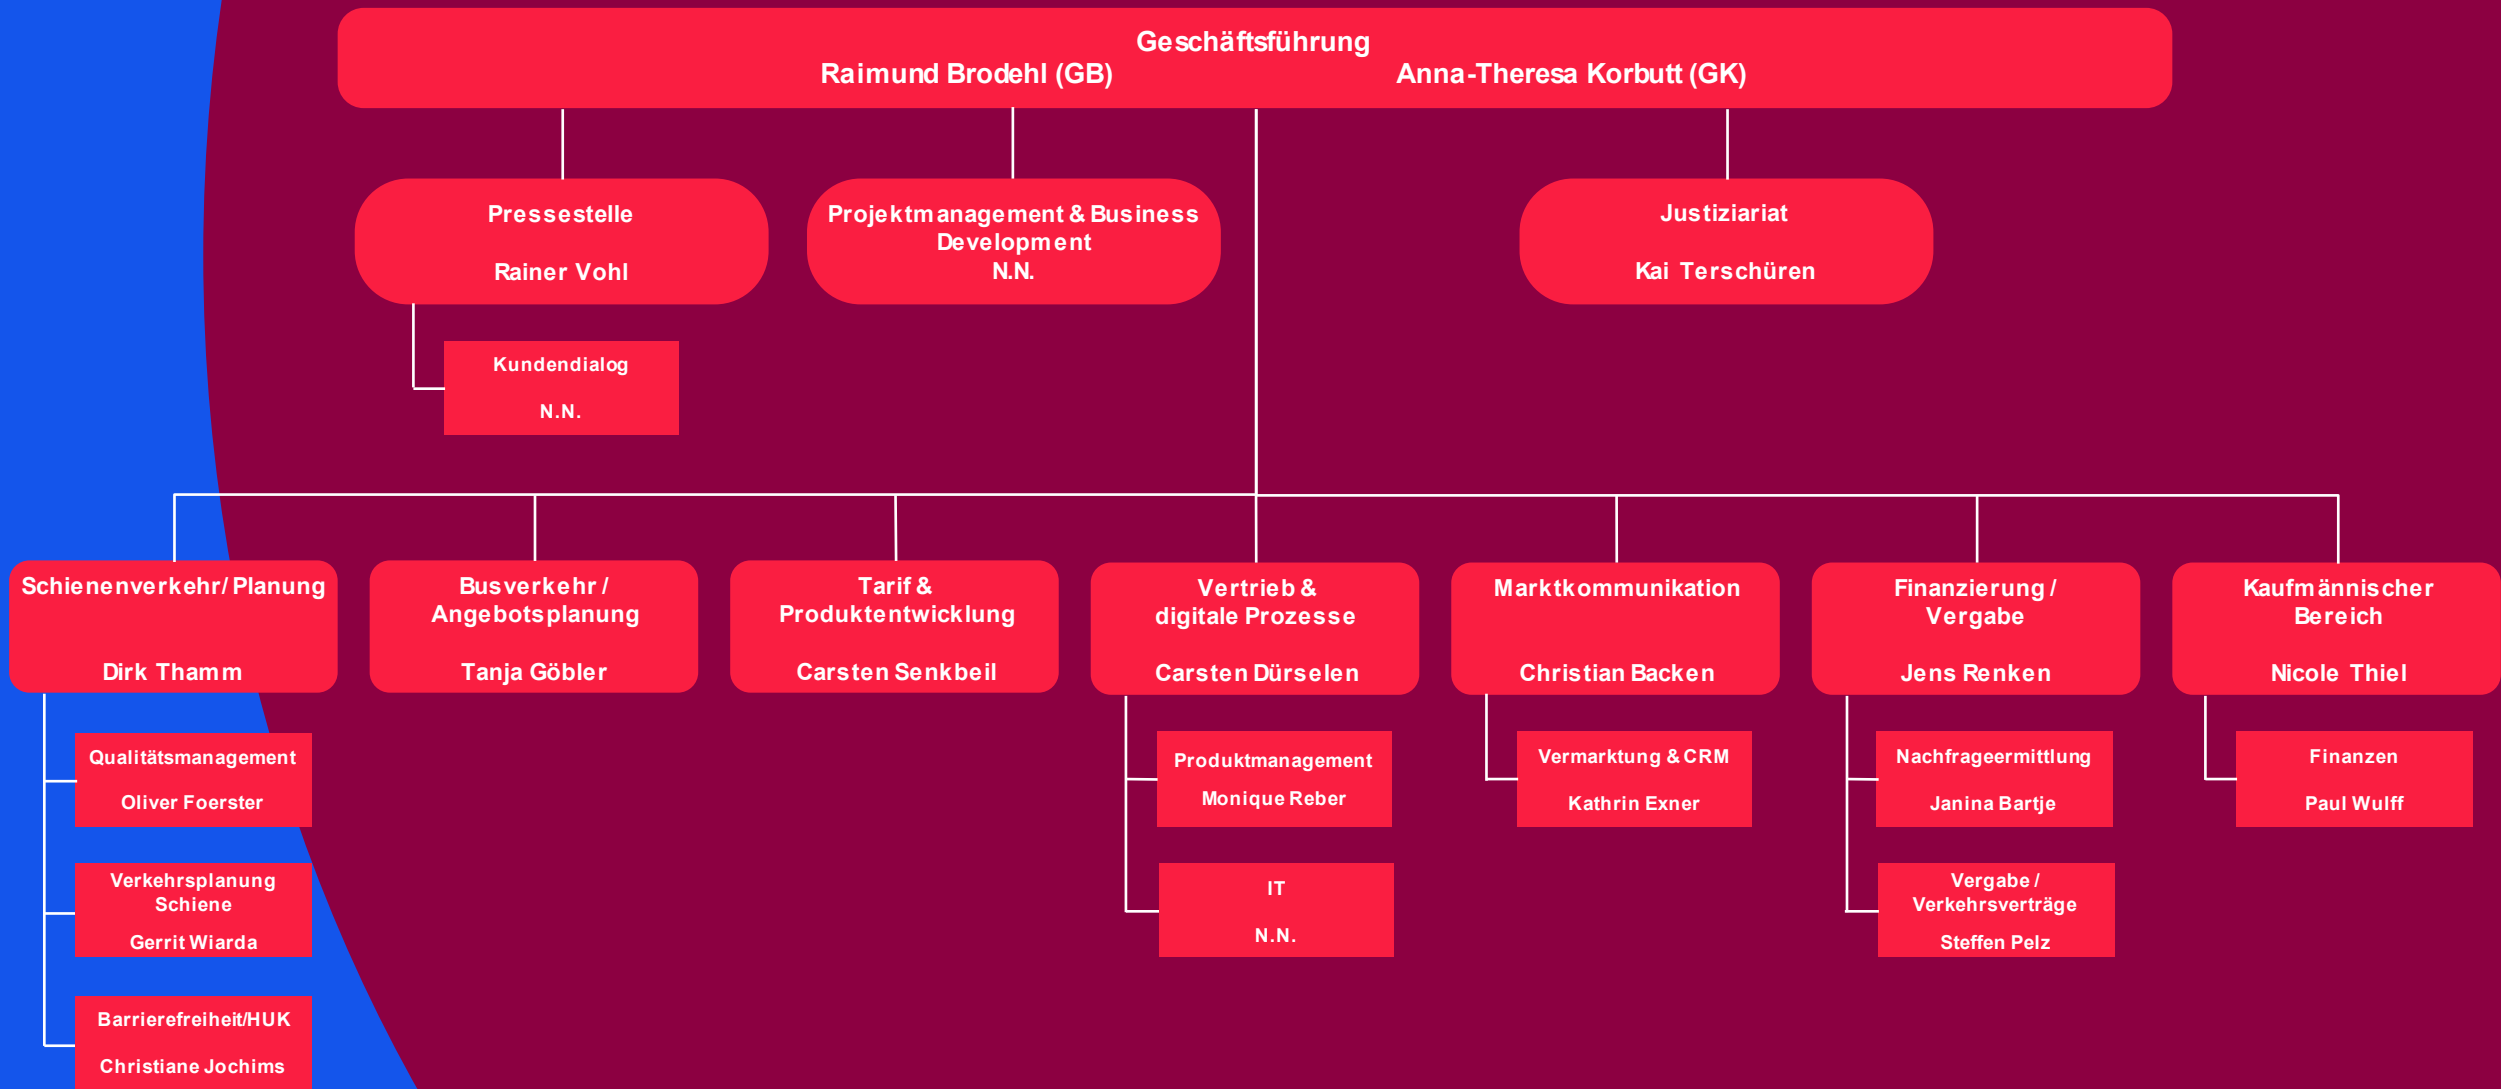 Geschäftsführung
Raimund Brodehl (GB) Anna-Theresa Korbutt (GK)
Pressestelle
Rainer Vohl
Projektmanagement & Business
Development
N.N.
Justiziariat
Kai Terschüren
Kundendialog
N.N.
Schienenverkehr/ Planung
Dirk Thamm
Busverkehr /
Angebotsplanung
Tanja Göbler
Tarif &
Produktentwicklung
Carsten Senkbeil
Vertrieb &
digitale Prozesse
Carsten Dürselen
Marktkommunikation
Christian Backen
Finanzierung /
Vergabe
Jens Renken
Kaufmännischer
Bereich
Nicole Thiel
Qualitätsmanagement
Oliver Foerster
Verkehrsplanung
Schiene
Gerrit Wiarda
Barrierefreiheit/HUK
Christiane Jochims
Produktmanagement
Monique Reber
IT
N.N.
Vermarktung & CRM
Kathrin Exner
Nachfrageermittlung
Janina Bartje
Vergabe /
Verkehrsverträge
Steffen Pelz
Finanzen
Paul Wulff